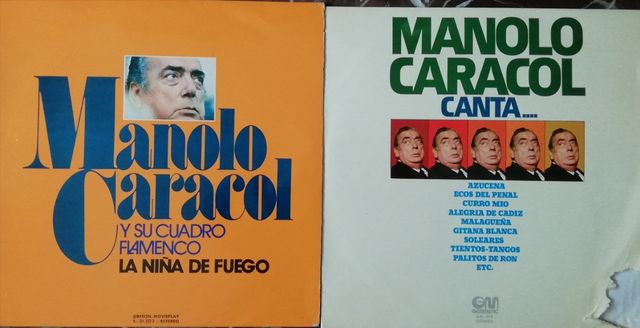 Manolo
Caracol
Y SU CUADRO
FLAMENCO
LA NIÑA DE FUEGO
MANOLO
CARACOL
CANTA....
AZUCENA
ECOS DEL PENAL
CURRO MIO
ALEGRIA DE CADIZ
MALAGUEÑA
GITANA BLANCA
SOLEARES
TIENTOS-TANGOS
PALITOS DE RON
ETC.
GM